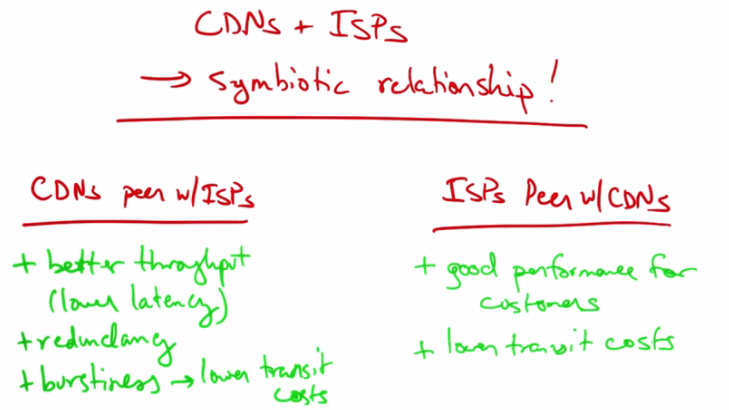 CDNs + ISPs
→ symbiotic relationship!
CDNs peer w/ISPs
+ better throughput
(lower latency)
+ redundancy
+ burstiness → lower transit
costs
ISPs Peer w/CDNs
+ good performance for
customers
+ lower transit costs